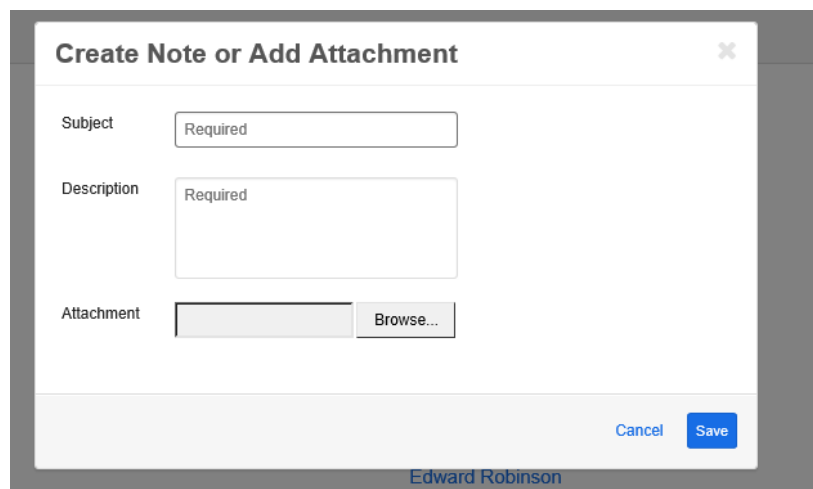 Create Note or Add Attachment
Subject
Required
Description
Required
Attachment
Browse...
Cancel
Save
Edward Robinson